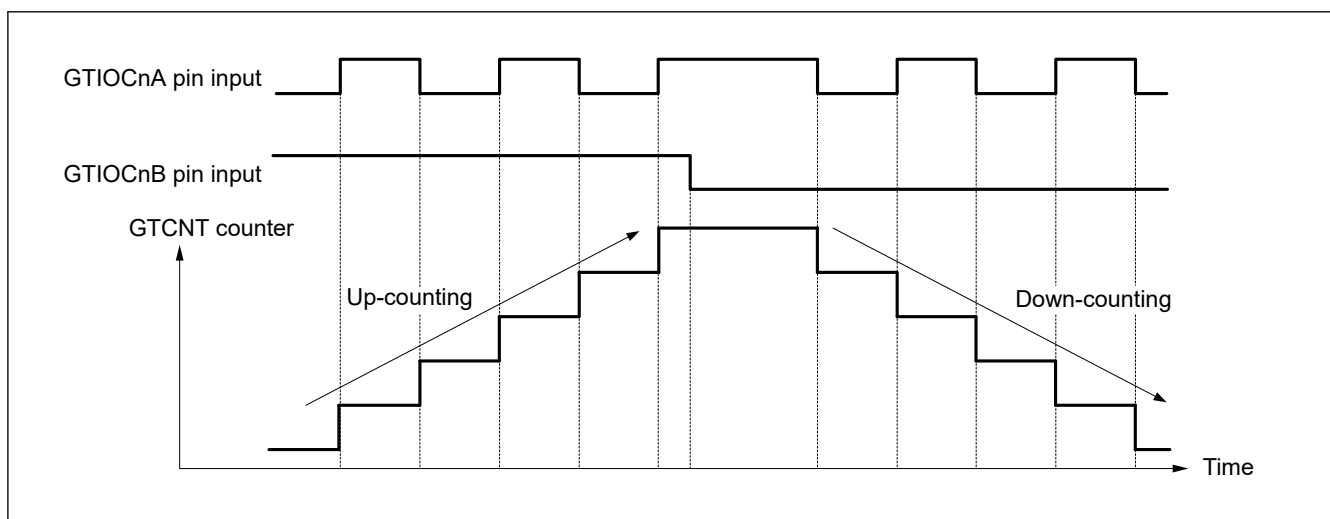 GTIOCnA pin input
GTIOCnB pin input
GTCNT counter
Up-counting
Down-counting
Time